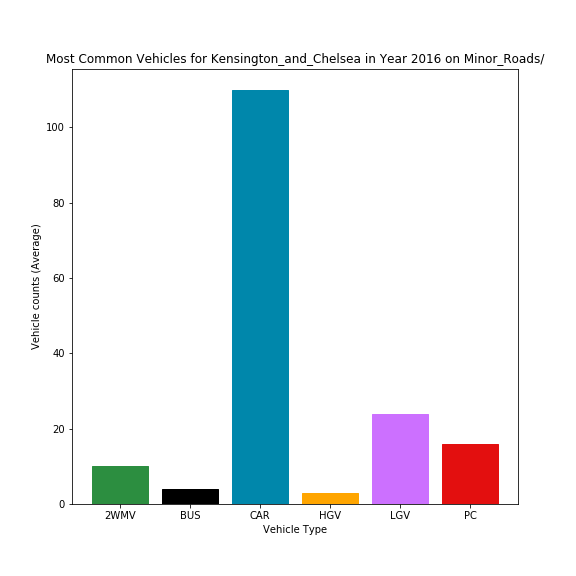 Most Common Vehicles for Kensington_and_Chelsea in Year 2016 on Minor_Roads/
100
80
60
40
20
0
Vehicle counts (Average)
2WMV BUS CAR HGV LGV PC
Vehicle Type